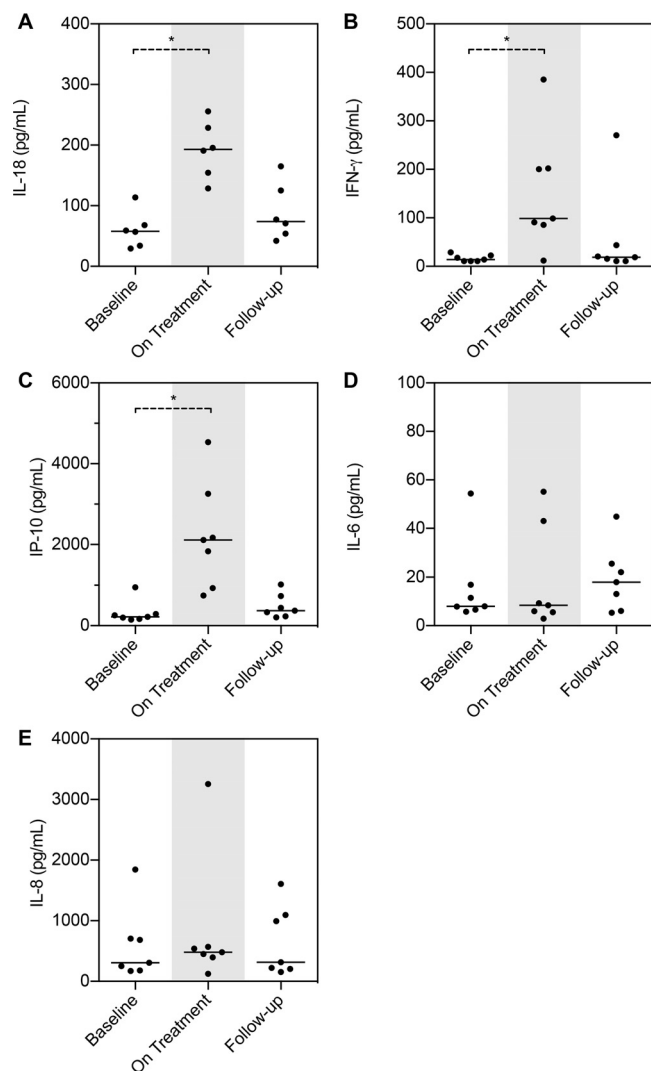 A
IL-18 (pg/mL)
400
300
200
100
0
*
Baseline
On Treatment
Follow-up
B
IFN-γ (pg/mL)
500
400
300
200
100
0
*
Baseline
On Treatment
Follow-up
C
IP-10 (pg/mL)
6000
4000
2000
0
*
Baseline
On Treatment
Follow-up
D
IL-6 (pg/mL)
100
80
60
40
20
0
Baseline
On Treatment
Follow-up
E
IL-8 (pg/mL)
4000
3000
2000
1000
0
Baseline
On Treatment
Follow-up